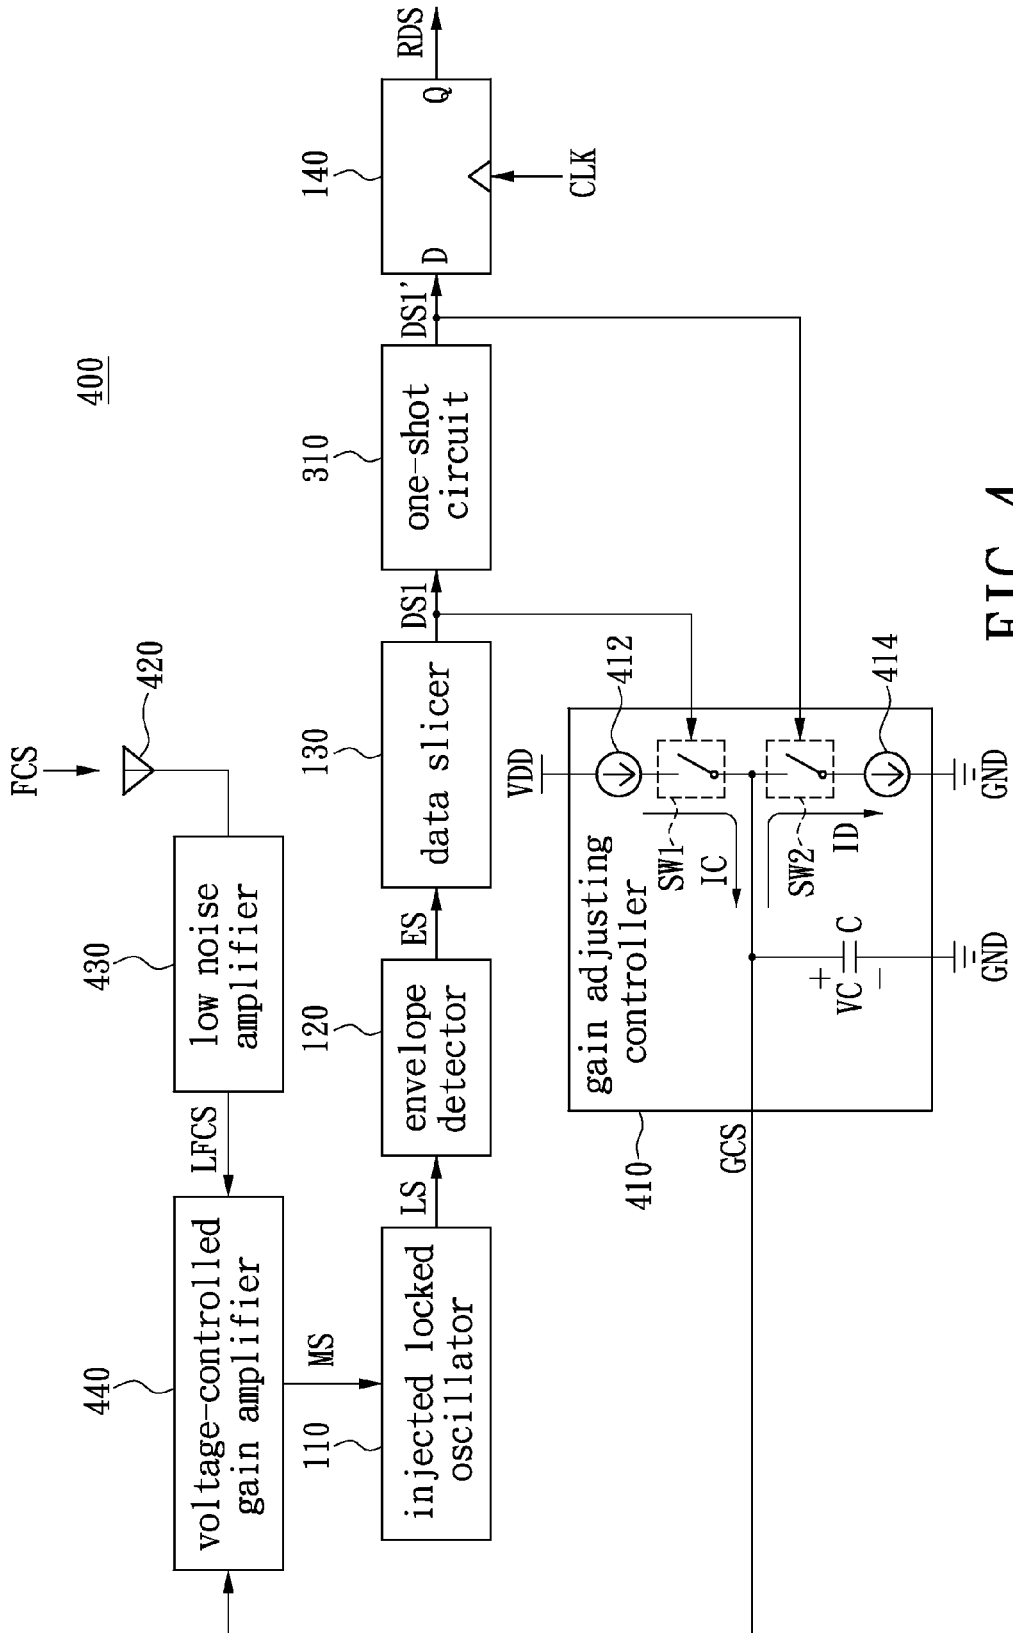 400
FCS
420
430
low noise
amplifier
LFCS
440
voltage-controlled
gain amplifier
MS
110
injected locked
oscillator
LS
120
envelope
detector
ES
130
data slicer
DS1
310
one-shot
circuit
DS1'
140
D
Q
CLK
RDS
410
gain adjusting
controller
VDD
412
SW1
IC
SW2
ID
414
GND
+
VC
−
C
GND
GCS